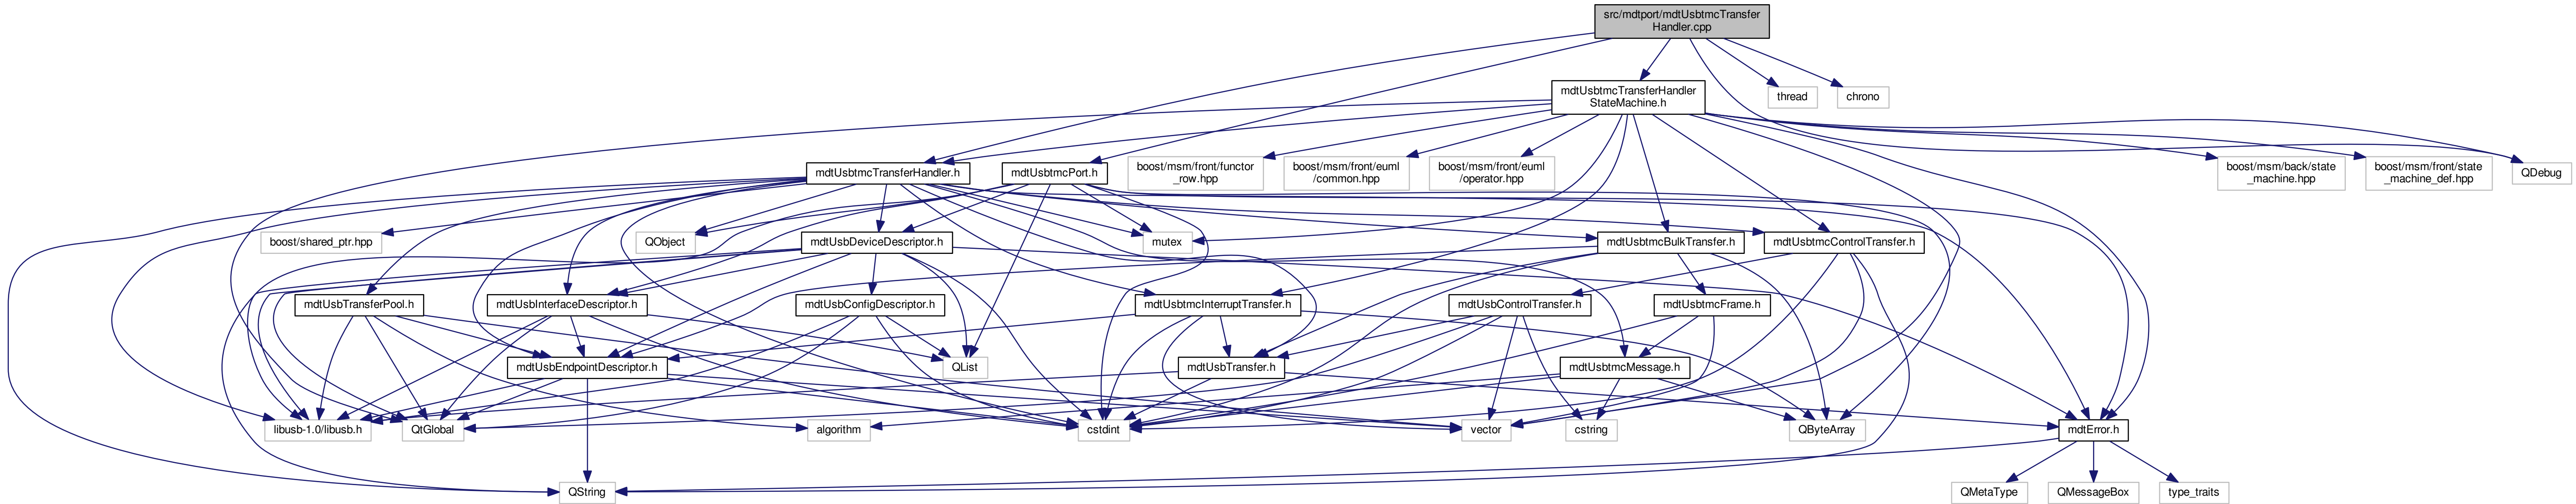 src/mdtport/mdtUsbtmcTransfer
Handler.cpp
mdtUsbtmcTransferHandler
StateMachine.h
thread
chrono
mdtUsbtmcTransferHandler.h
mdtUsbtmcPort.h
boost/msm/front/functor
_row.hpp
boost/msm/front/euml
/common.hpp
boost/msm/front/euml
/operator.hpp
boost/msm/back/state
_machine.hpp
boost/msm/front/state
_machine_def.hpp
QDebug
boost/shared_ptr.hpp
QObject
mdtUsbDeviceDescriptor.h
mutex
mdtUsbtmcBulkTransfer.h
mdtUsbtmcControlTransfer.h
mdtUsbTransferPool.h
mdtUsbInterfaceDescriptor.h
mdtUsbConfigDescriptor.h
mdtUsbtmcInterruptTransfer.h
mdtUsbControlTransfer.h
mdtUsbtmcFrame.h
mdtUsbEndpointDescriptor.h
QList
mdtUsbTransfer.h
mdtUsbtmcMessage.h
libusb-1.0/libusb.h
QtGlobal
algorithm
cstdint
vector
cstring
QByteArray
mdtError.h
QString
QMetaType
QMessageBox
type_traits